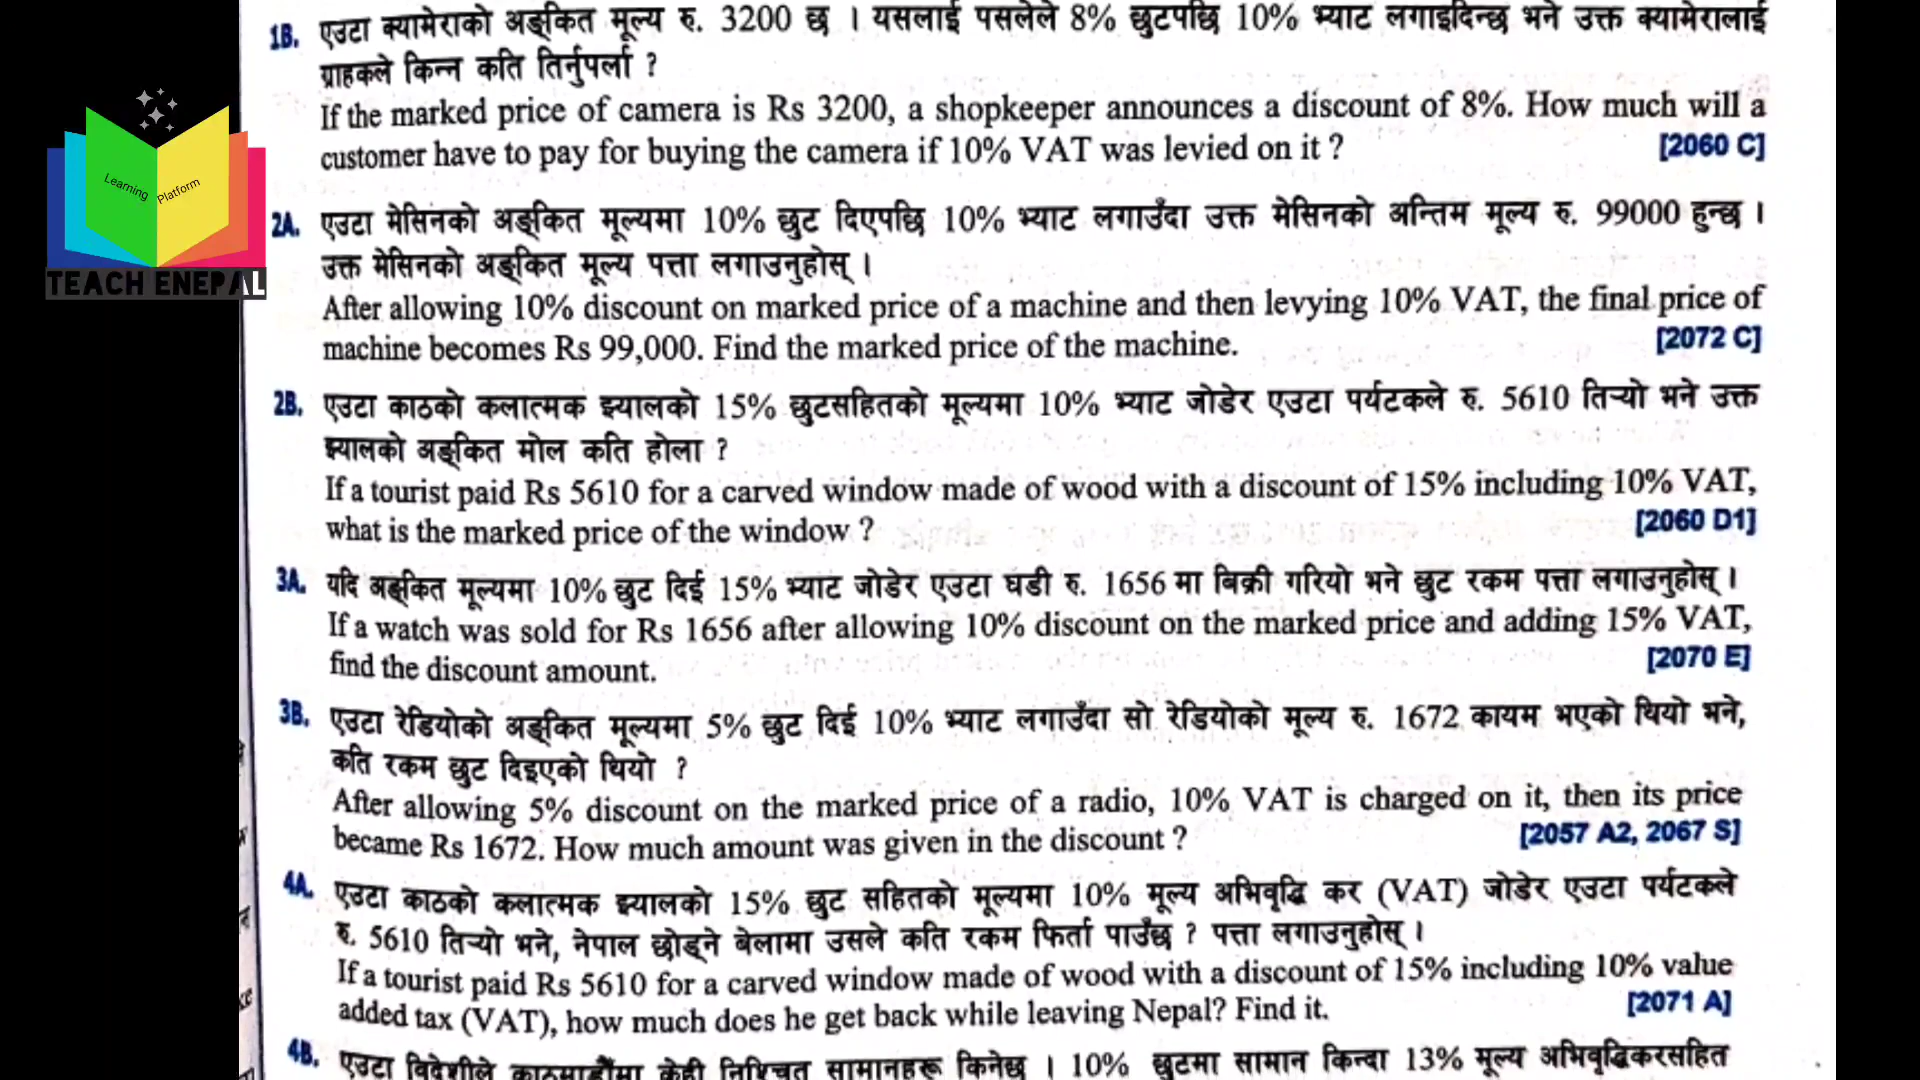 1B. एउटा क्यामेराको अङ्कित मूल्य रु. 3200 छ । यसलाई पसलेले 8% छुटपछि 10% भ्याट लगाइदिन्छ भने उक्त क्यामेरालाई
ग्राहकले किन्न कति तिर्नुपर्ला ?
If the marked price of camera is Rs 3200, a shopkeeper announces a discount of 8%. How much will a
customer have to pay for buying the camera if 10% VAT was levied on it ? [2060 C]
Learning Platform
TEACH ENEPAL
2A. एउटा मेसिनको अङ्कित मूल्यमा 10% छुट दिएपछि 10% भ्याट लगाउँदा उक्त मेसिनको अन्तिम मूल्य रु. 99000 हुन्छ ।
उक्त मेसिनको अङ्कित मूल्य पत्ता लगाउनुहोस् ।
After allowing 10% discount on marked price of a machine and then levying 10% VAT, the final price of
machine becomes Rs 99,000. Find the marked price of the machine. [2072 C]
2B. एउटा काठको कलात्मक झ्यालको 15% छुटसहितको मूल्यमा 10% भ्याट जोडेर एउटा पर्यटकले रु. 5610 तिर्‍यो भने उक्त
झ्यालको अङ्कित मोल कति होला ?
If a tourist paid Rs 5610 for a carved window made of wood with a discount of 15% including 10% VAT,
what is the marked price of the window ? [2060 D1]
3A. यदि अङ्कित मूल्यमा 10% छुट दिई 15% भ्याट जोडेर एउटा घडी रु. 1656 मा बिक्री गरियो भने छुट रकम पत्ता लगाउनुहोस् ।
If a watch was sold for Rs 1656 after allowing 10% discount on the marked price and adding 15% VAT,
find the discount amount. [2070 E]
3B. एउटा रेडियोको अङ्कित मूल्यमा 5% छुट दिई 10% भ्याट लगाउँदा सो रेडियोको मूल्य रु. 1672 कायम भएको थियो भने,
कति रकम छुट दिइएको थियो ?
After allowing 5% discount on the marked price of a radio, 10% VAT is charged on it, then its price
became Rs 1672. How much amount was given in the discount ? [2057 A2, 2067 S]
4A. एउटा काठको कलात्मक झ्यालको 15% छुट सहितको मूल्यमा 10% मूल्य अभिवृद्धि कर (VAT) जोडेर एउटा पर्यटकले
रु. 5610 तिर्‍यो भने, नेपाल छोड्ने बेलामा उसले कति रकम फिर्ता पाउँछ ? पत्ता लगाउनुहोस् ।
If a tourist paid Rs 5610 for a carved window made of wood with a discount of 15% including 10% value
added tax (VAT), how much does he get back while leaving Nepal? Find it. [2071 A]
4B. एउटा विदेशीले काठमाडौँमा केही निश्चित सामानहरू किनेछ । 10% छुटमा सामान किन्दा 13% मूल्य अभिवृद्धिकरसहित